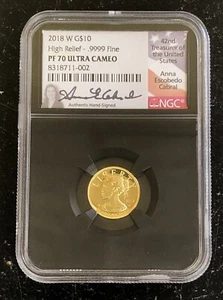 2018 W G$10
High Relief - .9999 Fine
PF 70 ULTRA CAMEO
8318711-002
Authentic Hand Signed
42nd
Treasurer of
the United
States
Anna
Escobedo
Cabral
NGC
LIBERTY